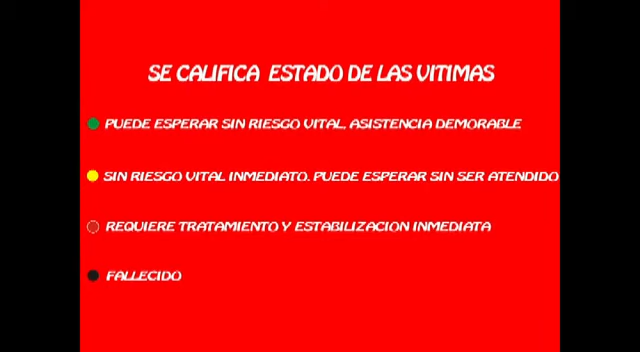 SE CALIFICA ESTADO DE LAS VITIMAS
PUEDE ESPERAR SIN RIESGO VITAL, ASISTENCIA DEMORABLE
SIN RIESGO VITAL INMEDIATO. PUEDE ESPERAR SIN SER ATENDIDO
REQUIERE TRATAMIENTO Y ESTABILIZACION INMEDIATA
FALLECIDO